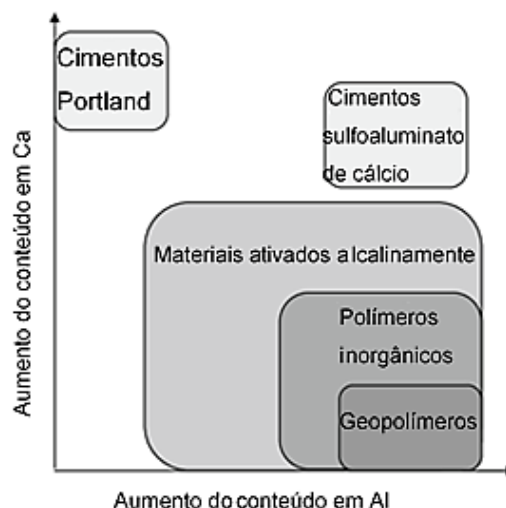 Cimentos
Portland
Cimentos
sulfoaluminato
de cálcio
Materiais ativados alcalinamente
Polímeros
inorgânicos
Geopolímeros
Aumento do conteúdo em Ca
Aumento do conteúdo em Al